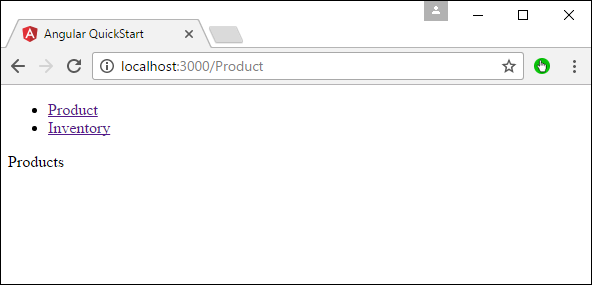 Angular QuickStart
localhost:3000/Product
Product
Inventory
Products